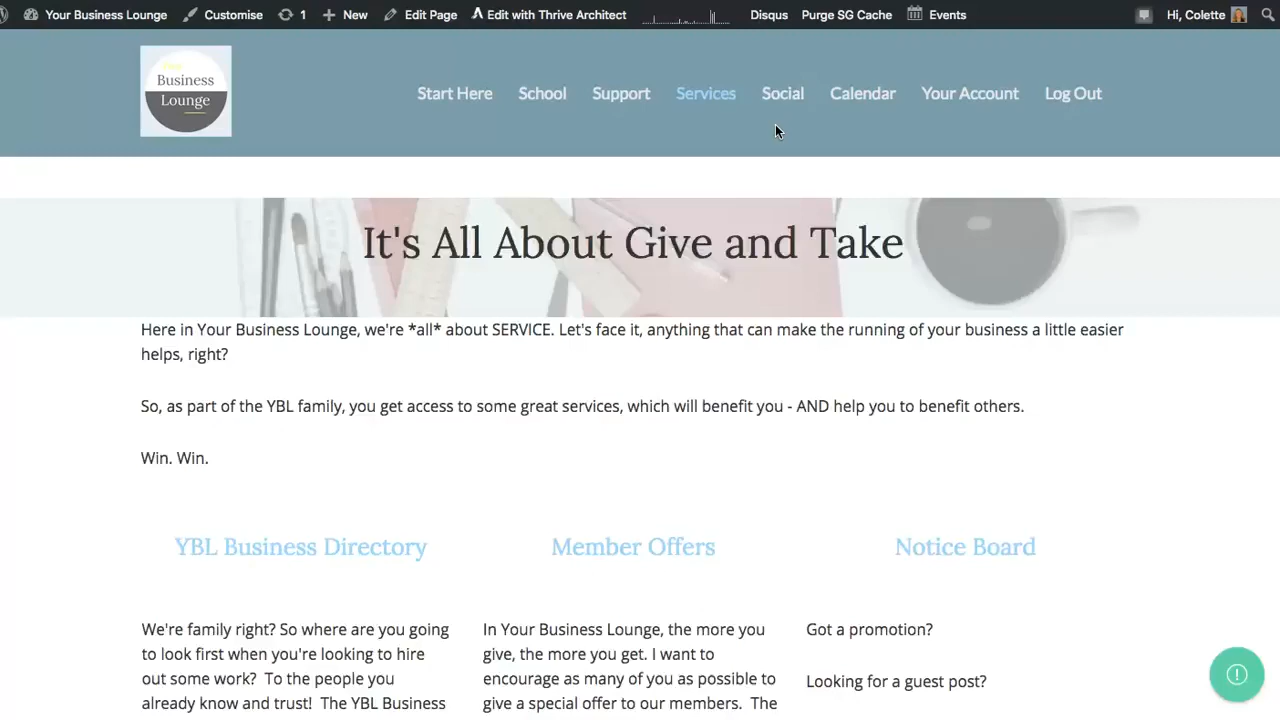 Your Business Lounge Customise 1 New Edit Page Edit with Thrive Architect Disqus Purge SG Cache Events Hi, Colette
Your
Business
Lounge
Start Here School Support Services Social Calendar Your Account Log Out
It's All About Give and Take
Here in Your Business Lounge, we're *all* about SERVICE. Let's face it, anything that can make the running of your business a little easier
helps, right?
So, as part of the YBL family, you get access to some great services, which will benefit you - AND help you to benefit others.
Win. Win.
YBL Business Directory
We're family right? So where are you going
to look first when you're looking to hire
out some work? To the people you
already know and trust! The YBL Business
Member Offers
In Your Business Lounge, the more you
give, the more you get. I want to
encourage as many of you as possible to
give a special offer to our members. The
Notice Board
Got a promotion?
Looking for a guest post?